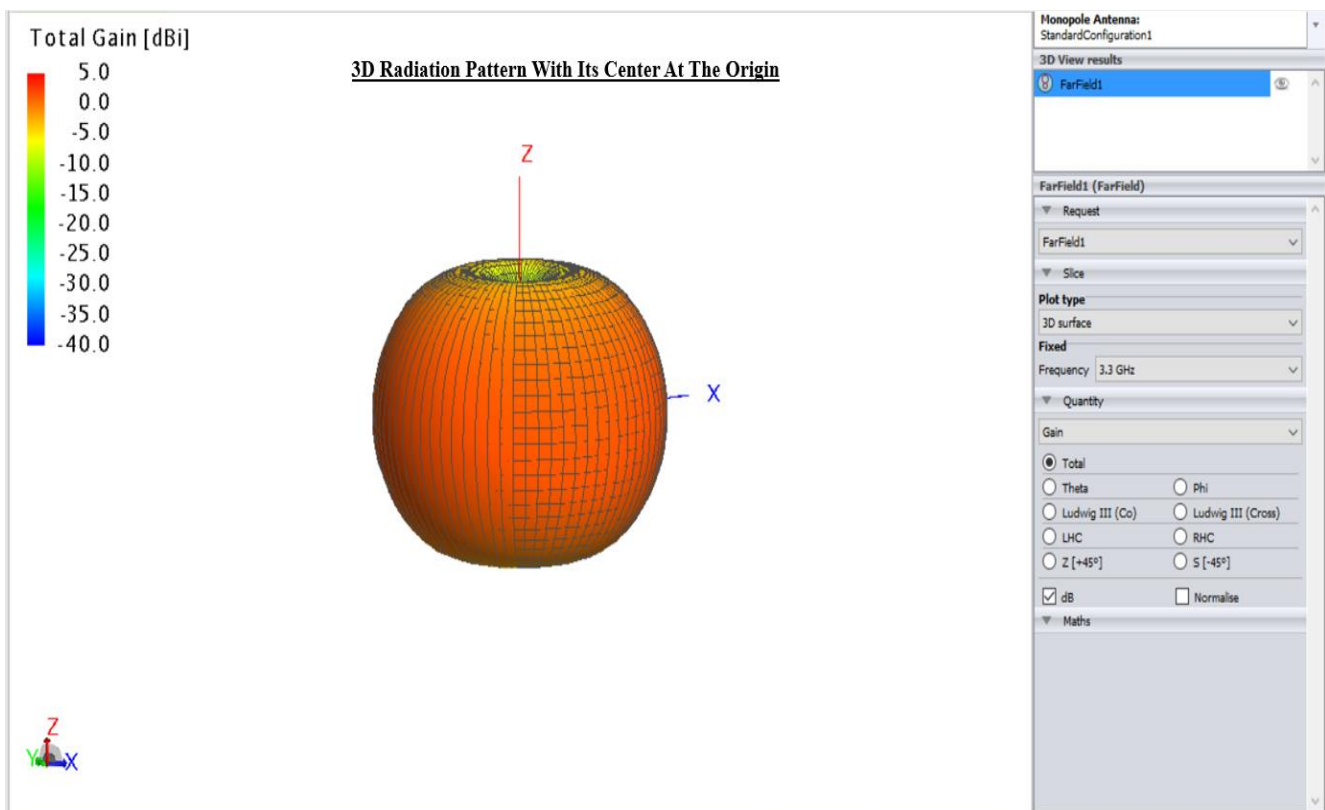 Total Gain [dBi]
5.0
0.0
-5.0
-10.0
-15.0
-20.0
-25.0
-30.0
-35.0
-40.0
3D Radiation Pattern With Its Center At The Origin
Z
X
Z
Y
X
Monopole Antenna:
StandardConfiguration1
3D View results
FarField1
FarField1 (FarField)
Request
FarField1
Slice
Plot type
3D surface
Fixed
Frequency 3.3 GHz
Quantity
Gain
Total
Theta Phi
Ludwig III (Co) Ludwig III (Cross)
LHC RHC
Z [+45°] S [-45°]
dB Normalise
Maths